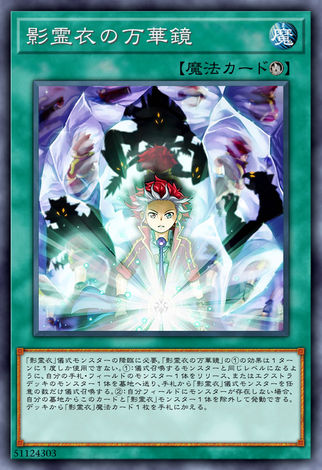 影霊衣の万華鏡
魔
【魔法カード】
「影霊衣」儀式モンスターの降臨に必要。「影霊衣の万華鏡」の①の効果は１ター
ンに１度しか使用できない。①：儀式召喚するモンスターと同じレベルになるよ
うに、自分の手札・フィールドのモンスター１体をリリース、またはエクストラ
デッキのモンスター１体を墓地へ送り、手札から「影霊衣」儀式モンスターを任
意の数だけ儀式召喚する。②：自分フィールドにモンスターが存在しない場合、
自分の墓地からこのカードと「影霊衣」モンスター１体を除外して発動できる。
デッキから「影霊衣」魔法カード１枚を手札に加える。
51124303